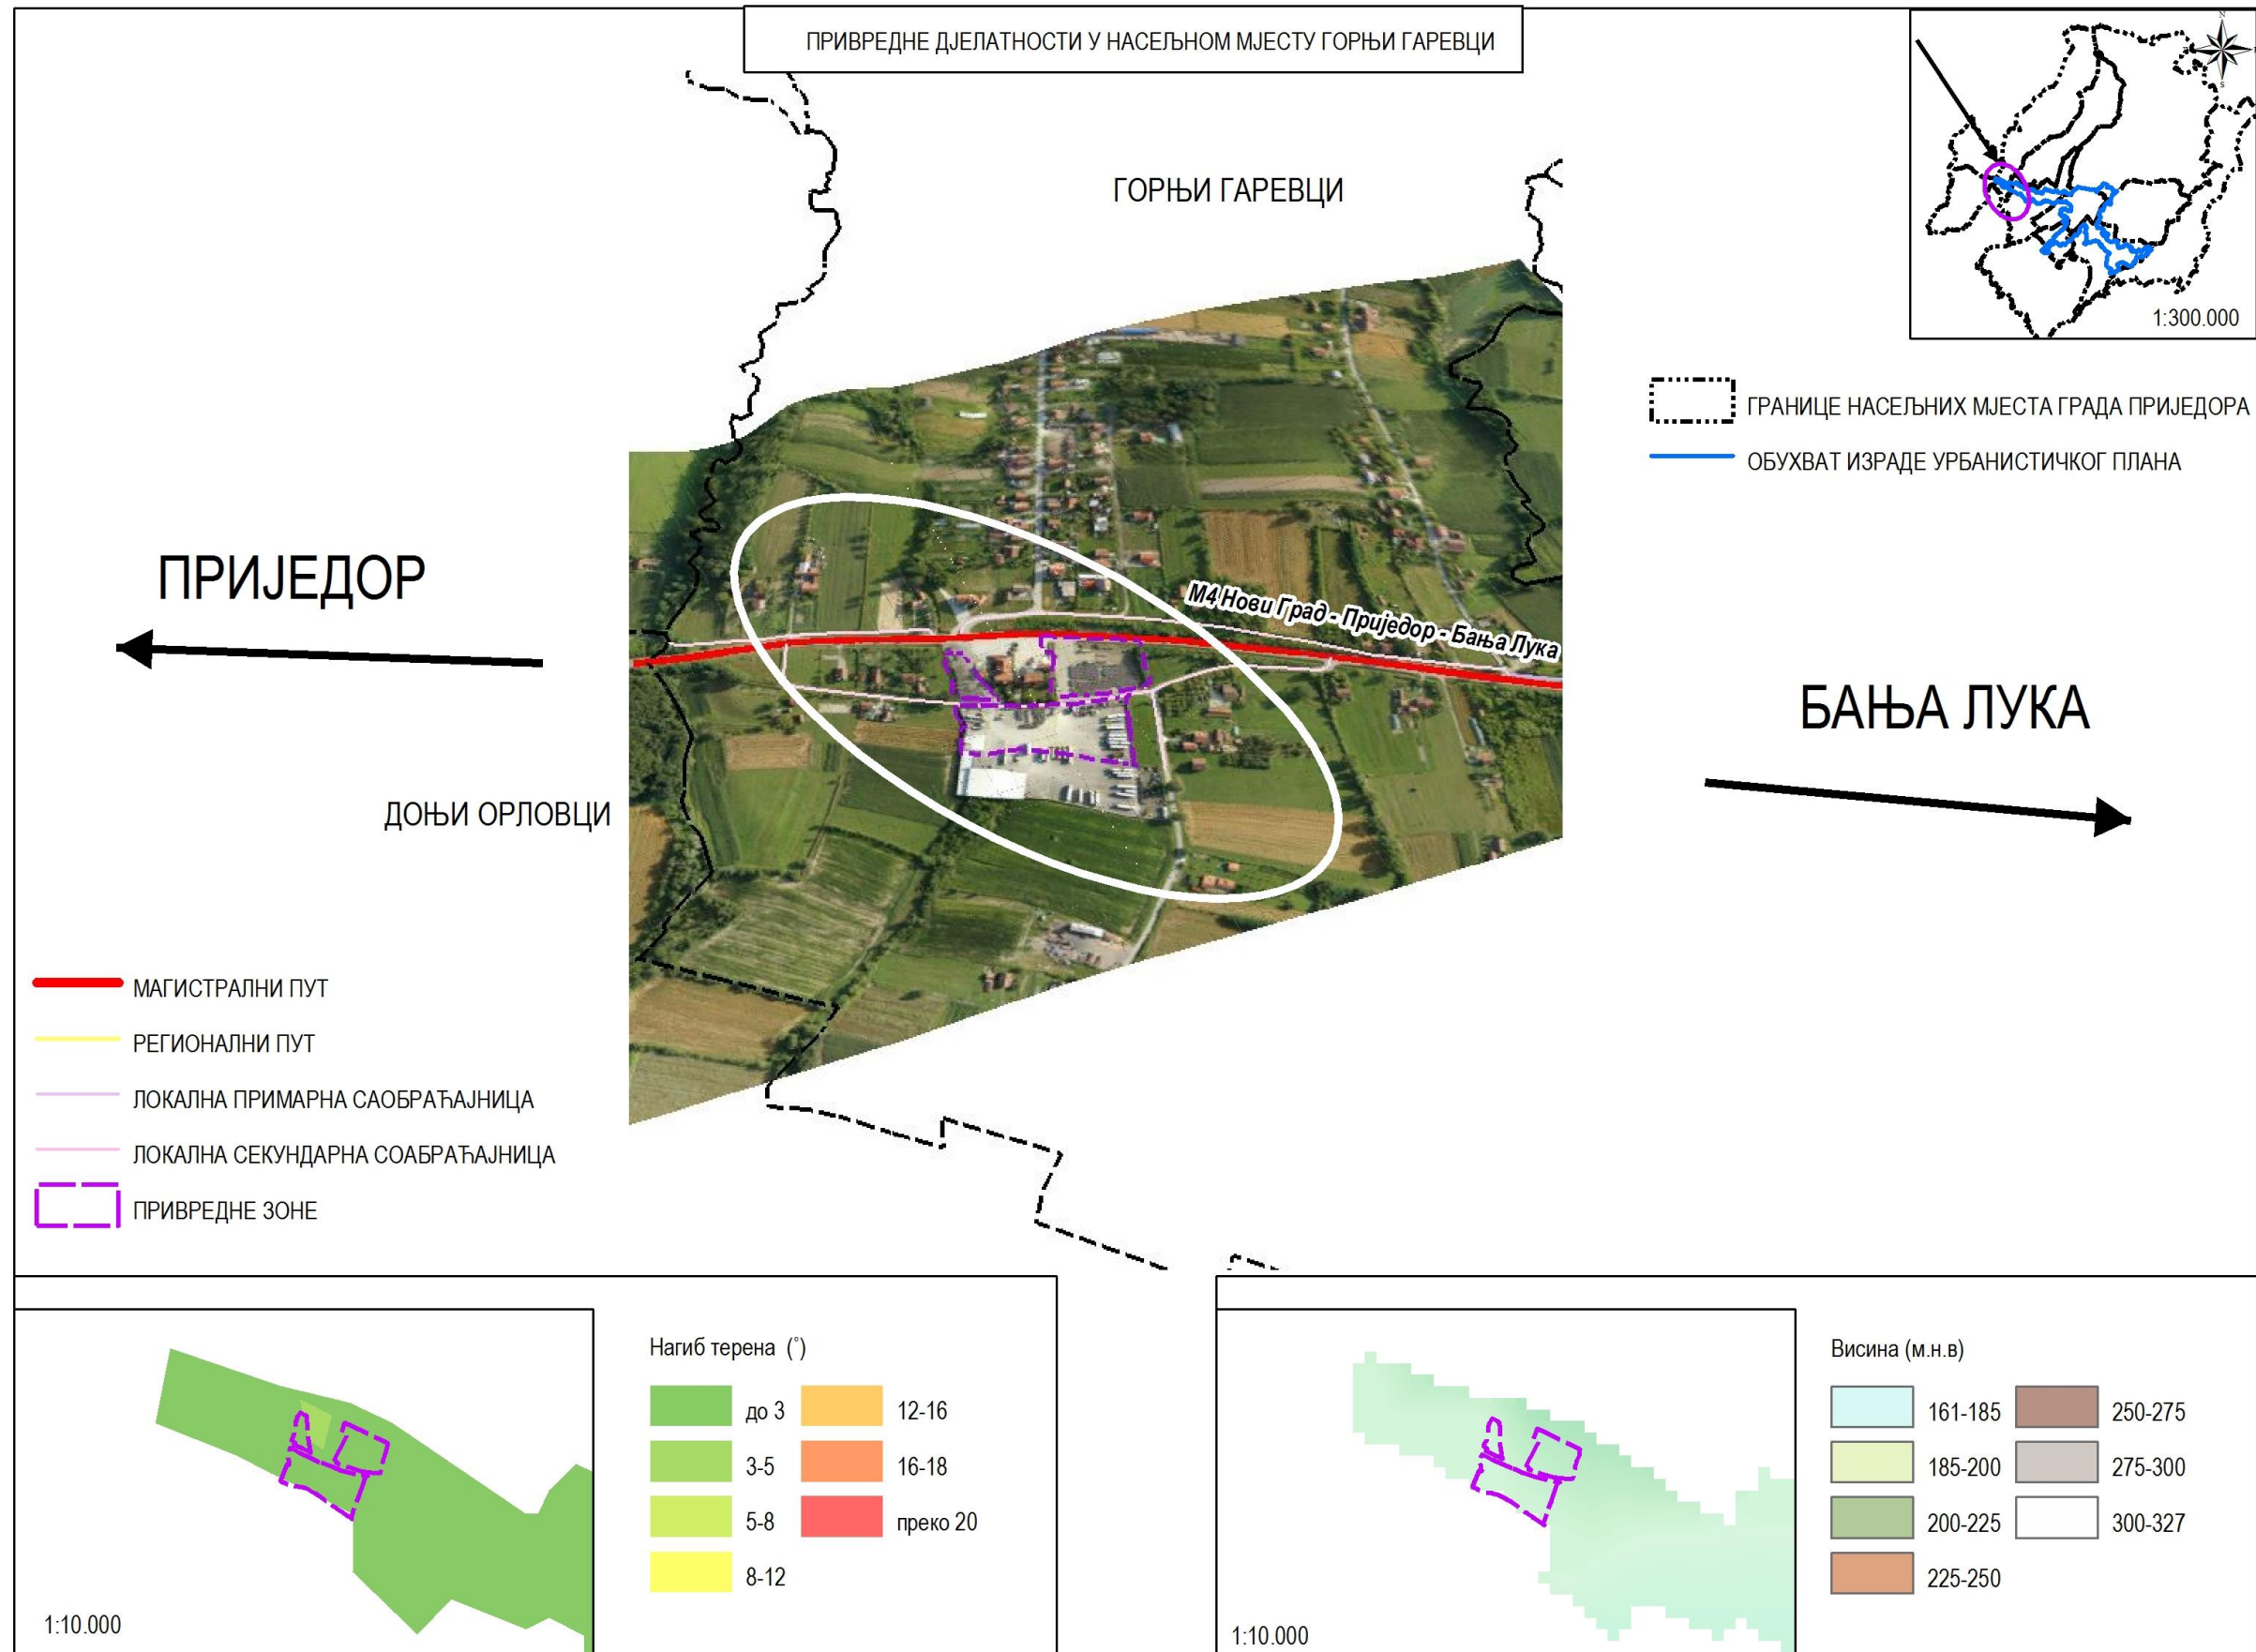 ПРИВРЕДНЕ ДЈЕЛАТНОСТИ У НАСЕЉНОМ МЈЕСТУ ГОРЊИ ГАРЕВЦИ
N
S
1:300.000
ГОРЊИ ГАРЕВЦИ
ГРАНИЦЕ НАСЕЉНИХ МЈЕСТА ГРАДА ПРИЈЕДОРА
ОБУХВАТ ИЗРАДЕ УРБАНИСТИЧКОГ ПЛАНА
ПРИЈЕДОР
М4 Нови Град - Приједор - Бања Лука
БАЊА ЛУКА
ДОЊИ ОРЛОВЦИ
МАГИСТРАЛНИ ПУТ
РЕГИОНАЛНИ ПУТ
ЛОКАЛНА ПРИМАРНА САОБРАЋАЈНИЦА
ЛОКАЛНА СЕКУНДАРНА СОАБРАЋАЈНИЦА
ПРИВРЕДНЕ ЗОНЕ
Нагиб терена (°)
до 3
3-5
5-8
8-12
12-16
16-18
преко 20
1:10.000
Висина (м.н.в)
161-185
185-200
200-225
225-250
250-275
275-300
300-327
1:10.000